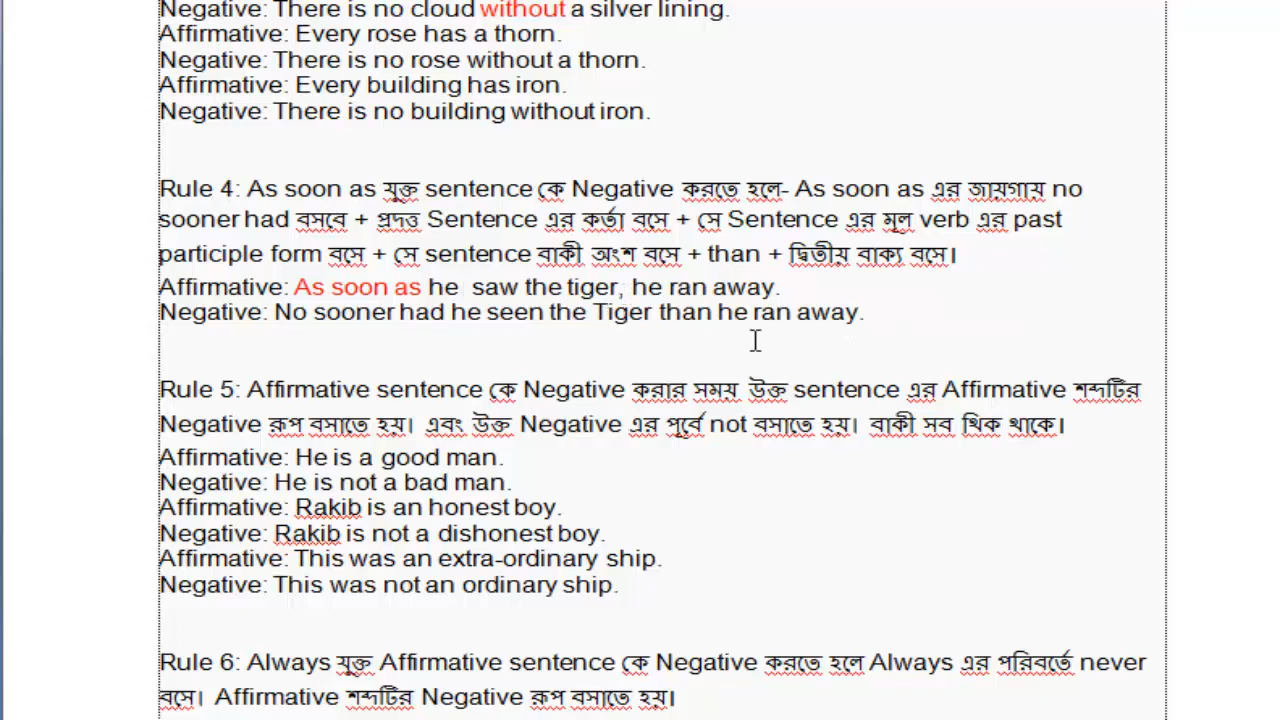 Negative: There is no cloud without a silver lining.
Affirmative: Every rose has a thorn.
Negative: There is no rose without a thorn.
Affirmative: Every building has iron.
Negative: There is no building without iron.
Rule 4: As soon as যুক্ত sentence কে Negative করতে হলে- As soon as এর জায়গায় no
sooner had বসবে + প্রদত্ত Sentence এর কর্তা বসে + সে Sentence এর মূল verb এর past
participle form বসে + সে sentence বাকী অংশ বসে + than + দ্বিতীয় বাক্য বসে।
Affirmative: As soon as he  saw the tiger, he ran away.
Negative: No sooner had he seen the Tiger than he ran away.
Rule 5: Affirmative sentence কে Negative করার সময় উক্ত sentence এর Affirmative শব্দটির
Negative রূপ বসাতে হয়। এবং উক্ত Negative এর পূর্বে not বসাতে হয়। বাকী সব থিক থাকে।
Affirmative: He is a good man.
Negative: He is not a bad man.
Affirmative: Rakib is an honest boy.
Negative: Rakib is not a dishonest boy.
Affirmative: This was an extra-ordinary ship.
Negative: This was not an ordinary ship.
Rule 6: Always যুক্ত Affirmative sentence কে Negative করতে হলে Always এর পরিবর্তে never
বসে। Affirmative শব্দটির Negative রূপ বসাতে হয়।